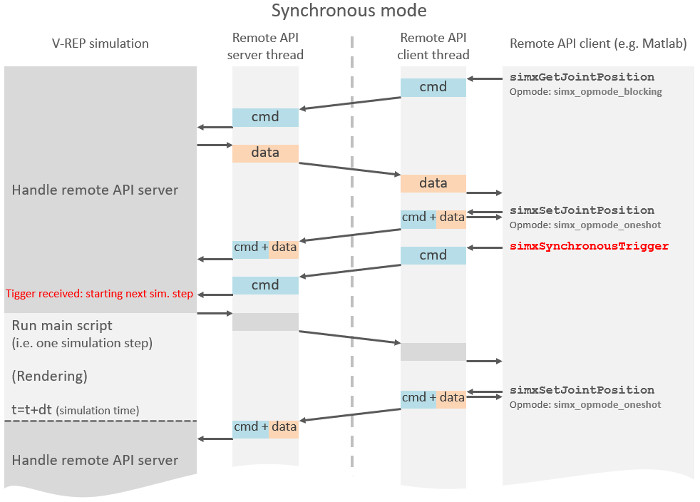 Synchronous mode
V-REP simulation
Remote API
server thread
Remote API
client thread
Remote API client (e.g. Matlab)
simxGetJointPosition
Opmode: simx_opmode_blocking
cmd
cmd
data
data
Handle remote API server
simxSetJointPosition
Opmode: simx_opmode_oneshot
cmd + data
cmd + data
simxSynchronousTrigger
cmd
cmd
Tigger received: starting next sim. step
Run main script
(i.e. one simulation step)
(Rendering)
t=t+dt (simulation time)
simxSetJointPosition
Opmode: simx_opmode_oneshot
cmd + data
cmd + data
Handle remote API server